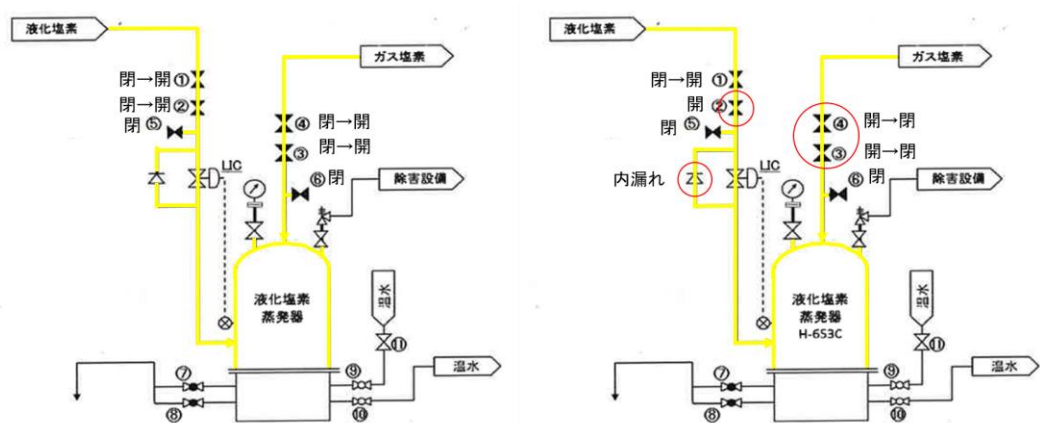 液化塩素
ガス塩素
閉→開 ①
閉→開 ②
閉 ⑤
④ 閉→開
③ 閉→開
LIC
⑥ 閉
除害設備
液化塩素
蒸発器
温水
⑪
⑦
⑧
⑨
⑩
温水
液化塩素
ガス塩素
閉→開 ①
開 ②
閉 ⑤
④ 開→閉
③ 開→閉
LIC
内漏れ
⑥ 閉
除害設備
液化塩素
蒸発器
H-653C
温水
⑪
⑦
⑧
⑨
⑩
温水